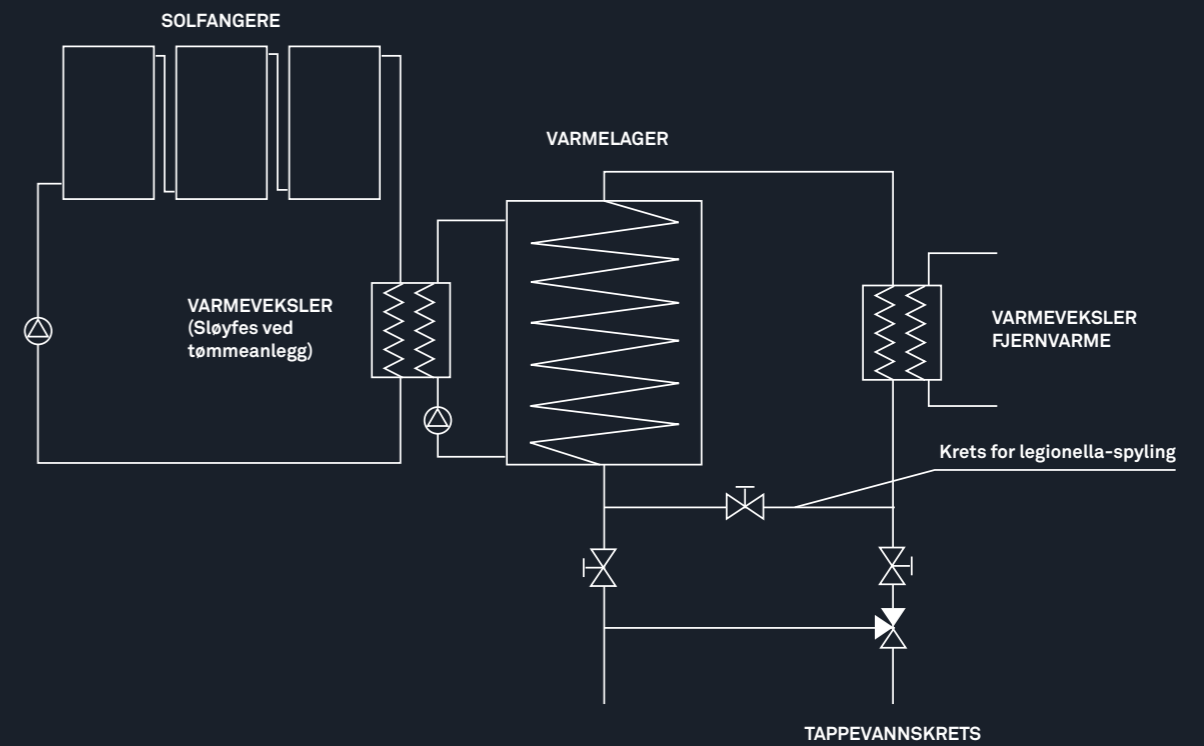 SOLFANGERE
VARMELAGER
VARMEVEKSLER
(Sløyfes ved
tømmeanlegg)
VARMEVEKSLER
FJERNVARME
Krets for legionella-spyling
TAPPEVANNSKRETS